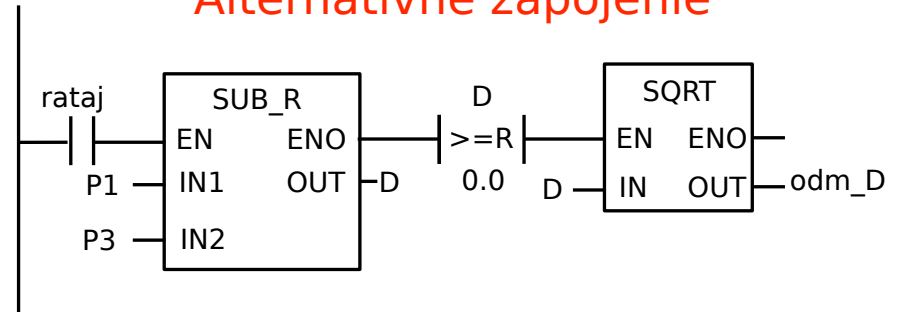 Alternatívne zapojenie
rataj
SUB_R
EN ENO
P1 IN1 OUT D
P3 IN2
D
>=R
0.0
SQRT
EN ENO
D IN OUT odm_D